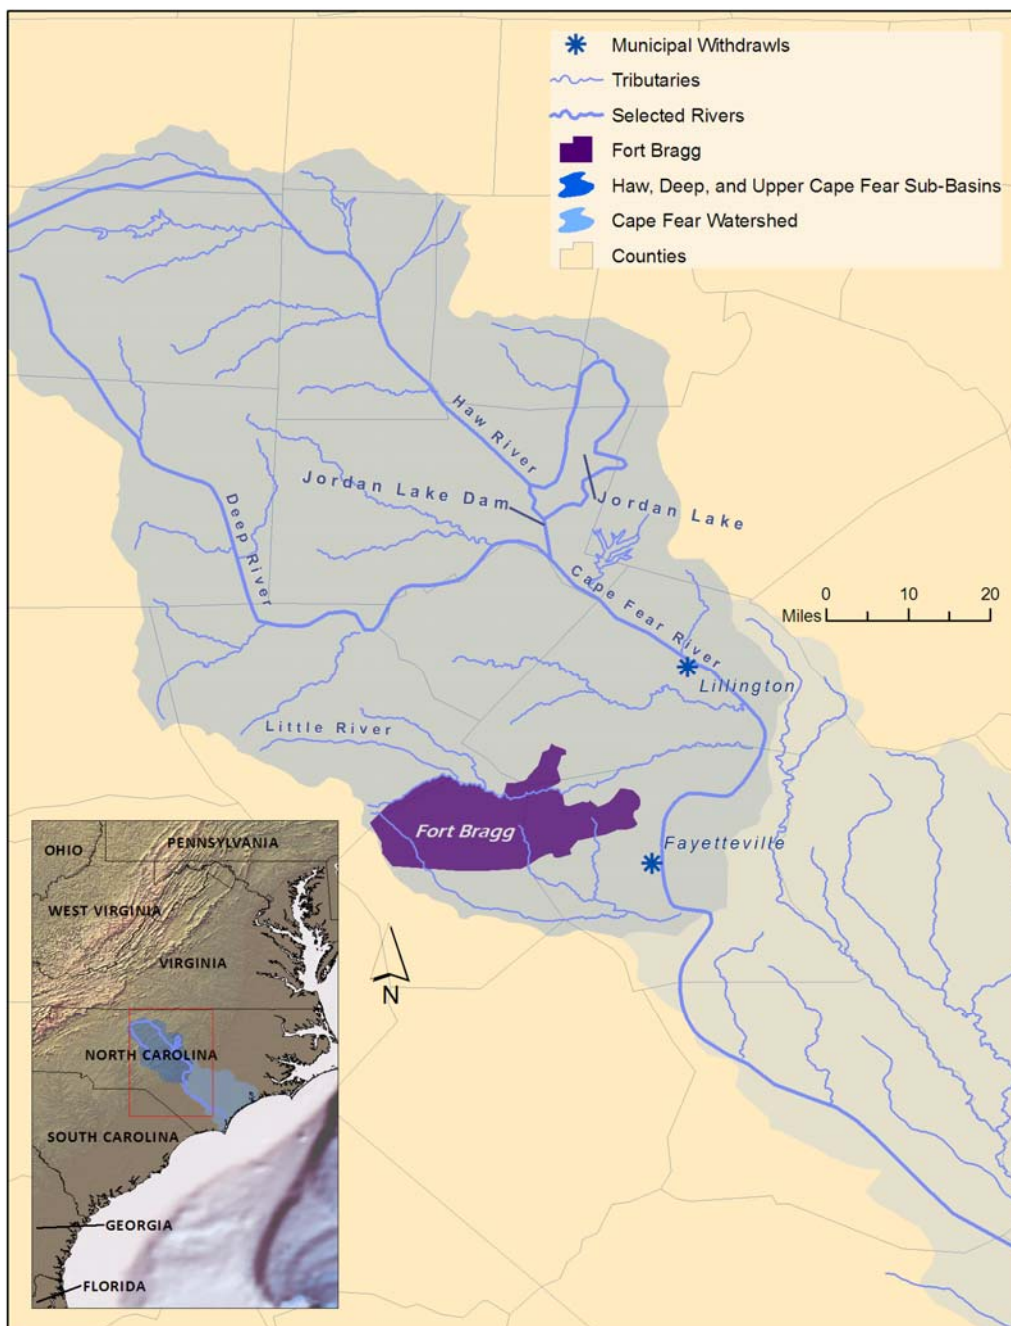 Municipal Withdrawls
Tributaries
Selected Rivers
Fort Bragg
Haw, Deep, and Upper Cape Fear Sub-Basins
Cape Fear Watershed
Counties
Haw River
Jordan Lake Dam
Jordan Lake
Deep River
Cape Fear River
0 10 20
Miles
Lillington
Little River
Fort Bragg
Fayetteville
N
OHIO
PENNSYLVANIA
WEST VIRGINIA
VIRGINIA
NORTH CAROLINA
SOUTH CAROLINA
GEORGIA
FLORIDA